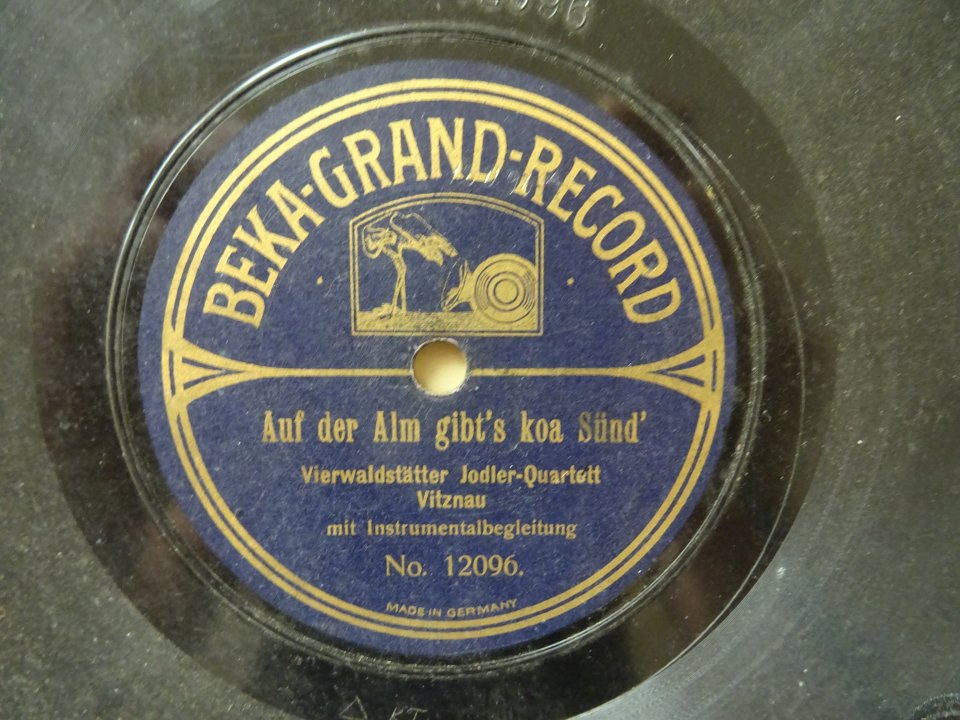 12096
BEKA-GRAND-RECORD
Auf der Alm gibt's koa Sünd'
Vierwaldstätter Jodler-Quartett
Vitznau
mit Instrumentalbegleitung
No. 12096.
MADE IN GERMANY